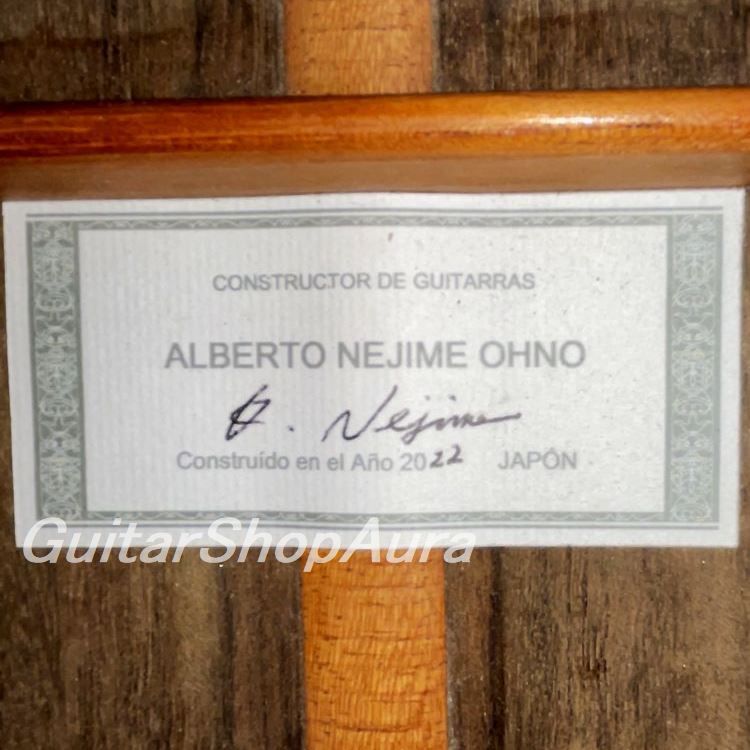 CONSTRUCTOR DE GUITARRAS
ALBERTO NEJIME OHNO
A. Nejime
Construído en el Año 2022 JAPÓN
GuitarShopAura